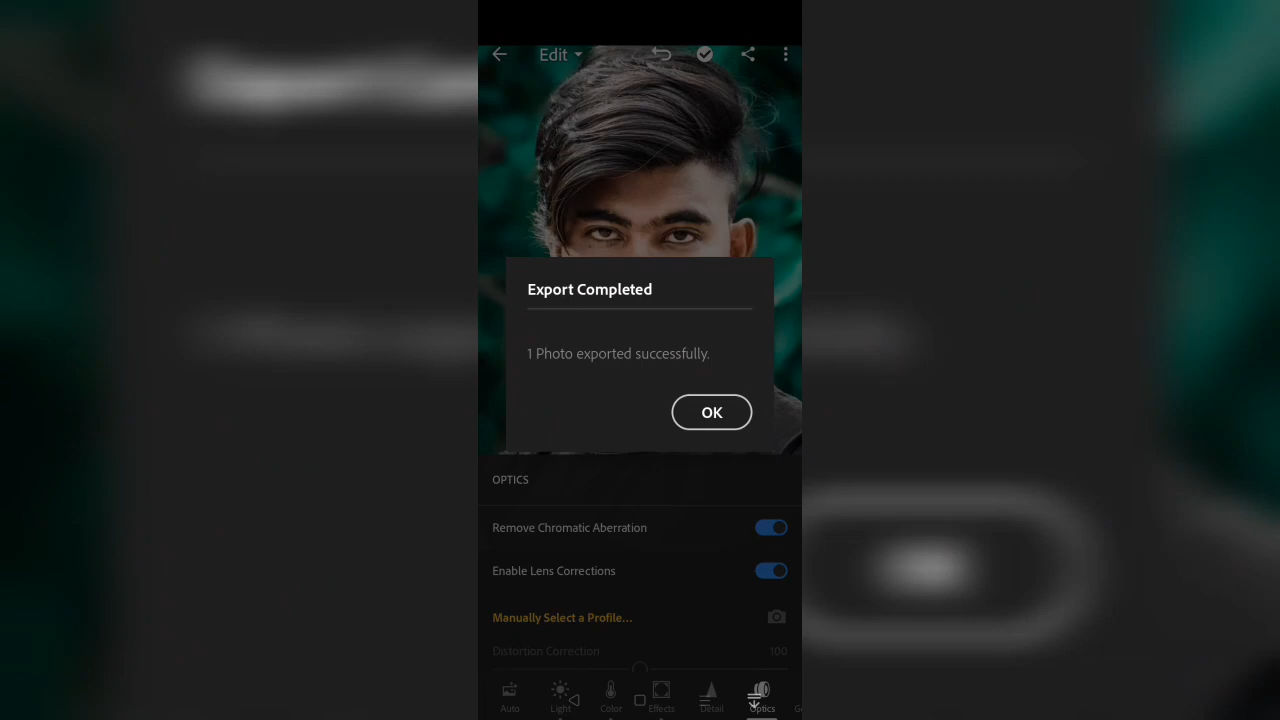 Edit
Export Completed
1 Photo exported successfully.
OK
OPTICS
Remove Chromatic Aberration
Enable Lens Corrections
Manually Select a Profile...
Distortion Correction 100
Auto Light Color Effects Detail Optics